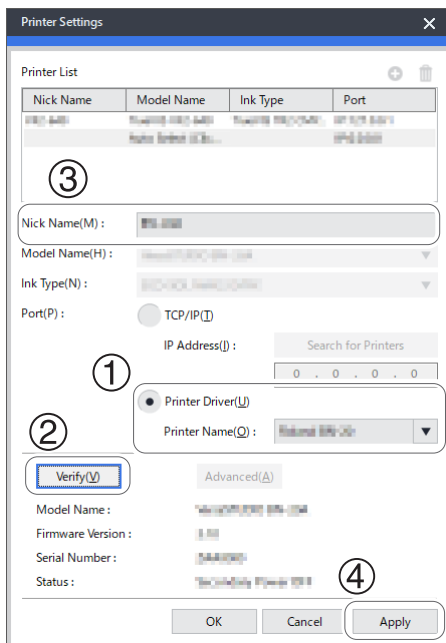 Printer Settings
Printer List
Nick Name Model Name Ink Type Port
③
Nick Name(M) :
Model Name(H) :
Ink Type(N) :
Port(P) : TCP/IP(T)
IP Address(I) : Search for Printers
0 . 0 . 0 . 0
①
Printer Driver(U)
Printer Name(O) :
②
Verify(V) Advanced(A)
Model Name :
Firmware Version :
Serial Number :
Status :
④
OK Cancel Apply